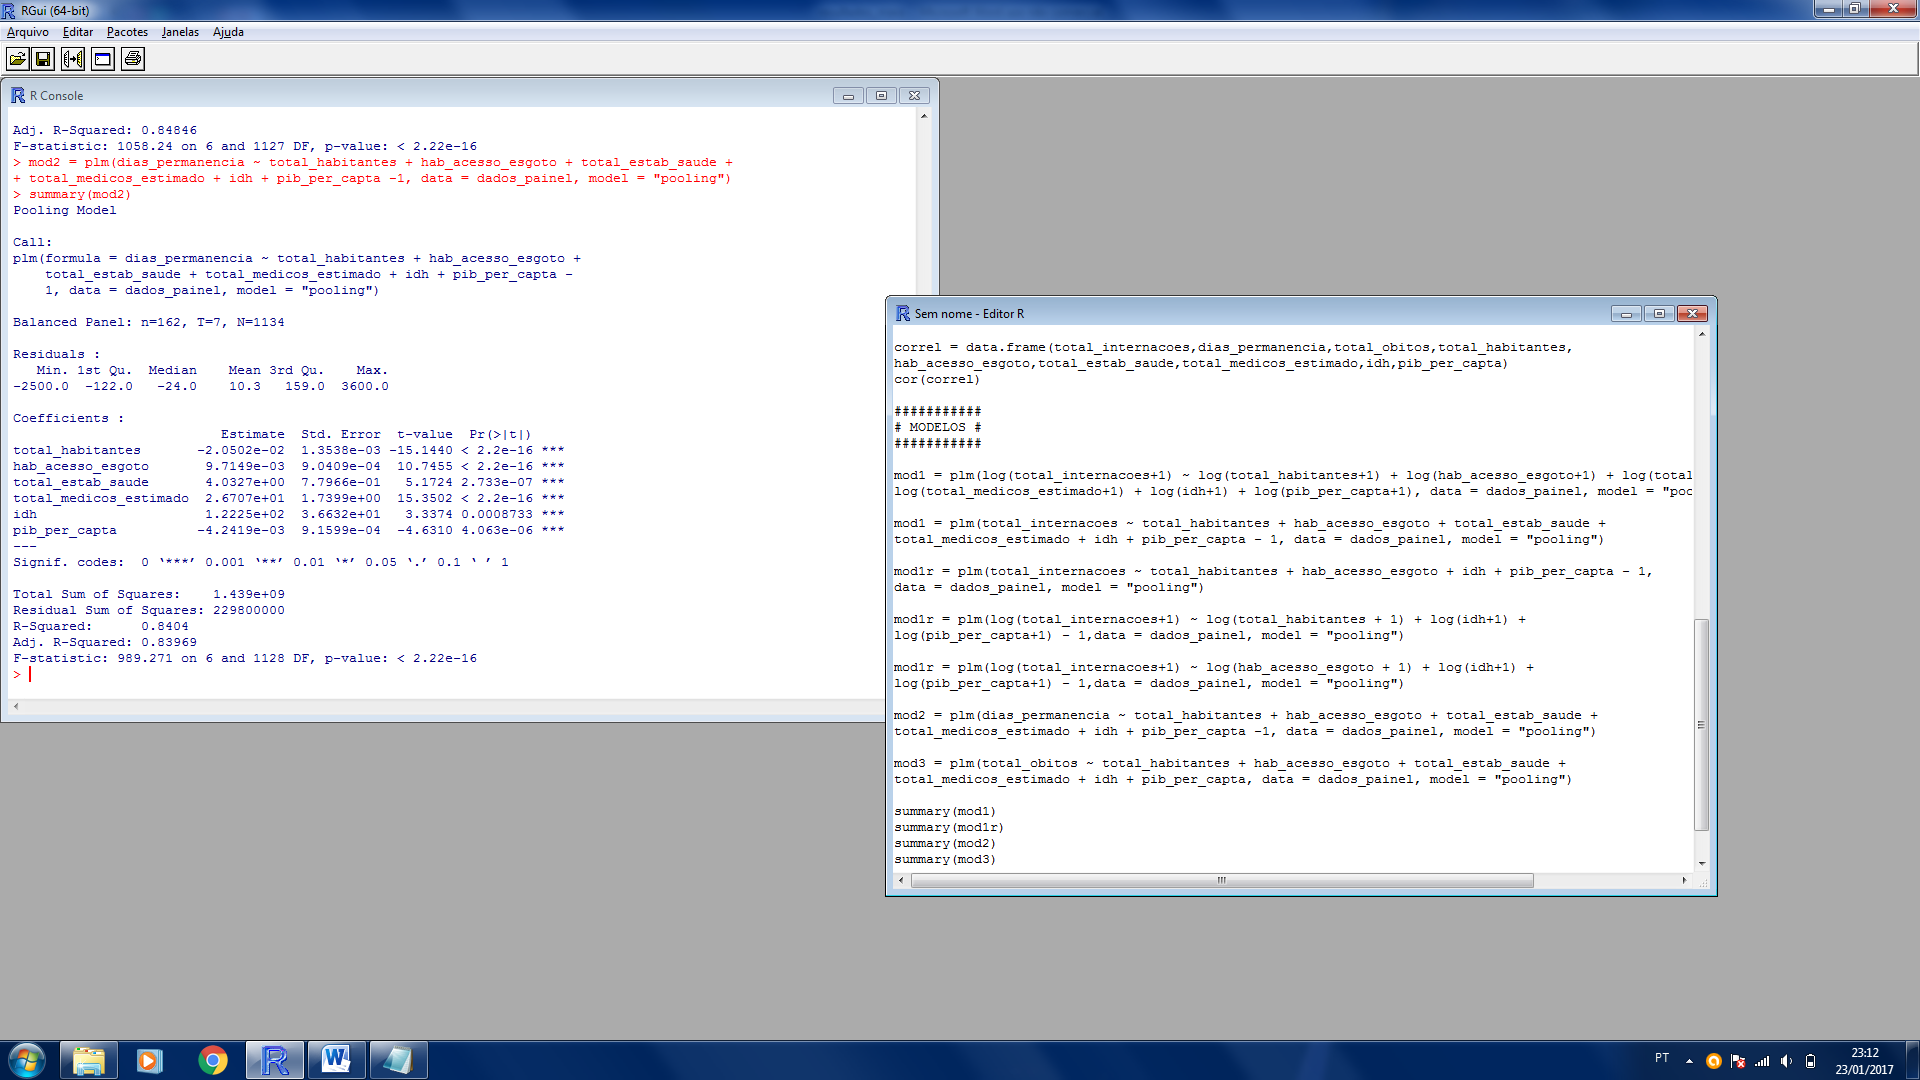 RGui (64-bit)
Arquivo Editar Pacotes Janelas Ajuda
R Console
Adj. R-Squared: 0.84846
F-statistic: 1058.24 on 6 and 1127 DF, p-value: < 2.22e-16
> mod2 = plm(dias_permanencia ~ total_habitantes + hab_acesso_esgoto + total_estab_saude +
+ total_medicos_estimado + idh + pib_per_capta -1, data = dados_painel, model = "pooling")
> summary(mod2)
Pooling Model
Call:
plm(formula = dias_permanencia ~ total_habitantes + hab_acesso_esgoto +
    total_estab_saude + total_medicos_estimado + idh + pib_per_capta -
    1, data = dados_painel, model = "pooling")
Balanced Panel: n=162, T=7, N=1134
Residuals :
   Min. 1st Qu.  Median    Mean 3rd Qu.    Max.
-2500.0  -122.0   -24.0    10.3   159.0  3600.0
Coefficients :
                          Estimate  Std. Error  t-value  Pr(>|t|)
total_habitantes       -2.0502e-02  1.3538e-03 -15.1440 < 2.2e-16 ***
hab_acesso_esgoto       9.7149e-03  9.0409e-04  10.7455 < 2.2e-16 ***
total_estab_saude       4.0327e+00  7.7966e-01   5.1724 2.733e-07 ***
total_medicos_estimado  2.6707e+01  1.7399e+00  15.3502 < 2.2e-16 ***
idh                     1.2225e+02  3.6632e+01   3.3374 0.0008733 ***
pib_per_capta          -4.2419e-03  9.1599e-04  -4.6310 4.063e-06 ***
---
Signif. codes:  0 ‘***’ 0.001 ‘**’ 0.01 ‘*’ 0.05 ‘.’ 0.1 ‘ ’ 1
Total Sum of Squares:    1.439e+09
Residual Sum of Squares: 229800000
R-Squared:      0.8404
Adj. R-Squared: 0.83969
F-statistic: 989.271 on 6 and 1128 DF, p-value: < 2.22e-16
>
Sem nome - Editor R
correl = data.frame(total_internacoes,dias_permanencia,total_obitos,total_habitantes,
hab_acesso_esgoto,total_estab_saude,total_medicos_estimado,idh,pib_per_capta)
cor(correl)
###########
# MODELOS #
###########
mod1 = plm(log(total_internacoes+1) ~ log(total_habitantes+1) + log(hab_acesso_esgoto+1) + log(total
log(total_medicos_estimado+1) + log(idh+1) + log(pib_per_capta+1), data = dados_painel, model = "poo
mod1 = plm(total_internacoes ~ total_habitantes + hab_acesso_esgoto + total_estab_saude +
total_medicos_estimado + idh + pib_per_capta - 1, data = dados_painel, model = "pooling")
mod1r = plm(total_internacoes ~ total_habitantes + hab_acesso_esgoto + idh + pib_per_capta - 1,
data = dados_painel, model = "pooling")
mod1r = plm(log(total_internacoes+1) ~ log(total_habitantes + 1) + log(idh+1) +
log(pib_per_capta+1) - 1,data = dados_painel, model = "pooling")
mod1r = plm(log(total_internacoes+1) ~ log(hab_acesso_esgoto + 1) + log(idh+1) +
log(pib_per_capta+1) - 1,data = dados_painel, model = "pooling")
mod2 = plm(dias_permanencia ~ total_habitantes + hab_acesso_esgoto + total_estab_saude +
total_medicos_estimado + idh + pib_per_capta -1, data = dados_painel, model = "pooling")
mod3 = plm(total_obitos ~ total_habitantes + hab_acesso_esgoto + total_estab_saude +
total_medicos_estimado + idh + pib_per_capta, data = dados_painel, model = "pooling")
summary(mod1)
summary(mod1r)
summary(mod2)
summary(mod3)
PT
23:12
23/01/2017